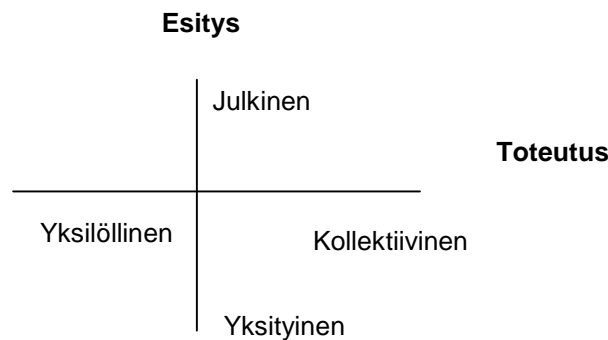 Esitys
Julkinen
Toteutus
Yksilöllinen
Kollektiivinen
Yksityinen